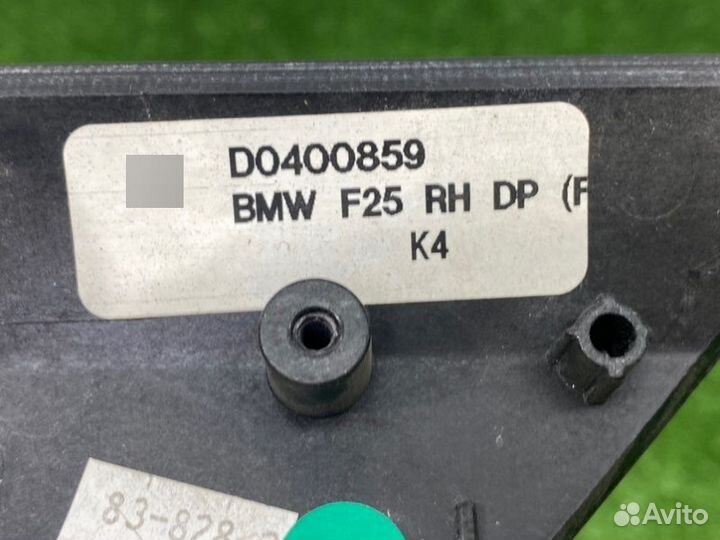 D0400859
BMW F25 RH DP (F
K4
83-828
Avito